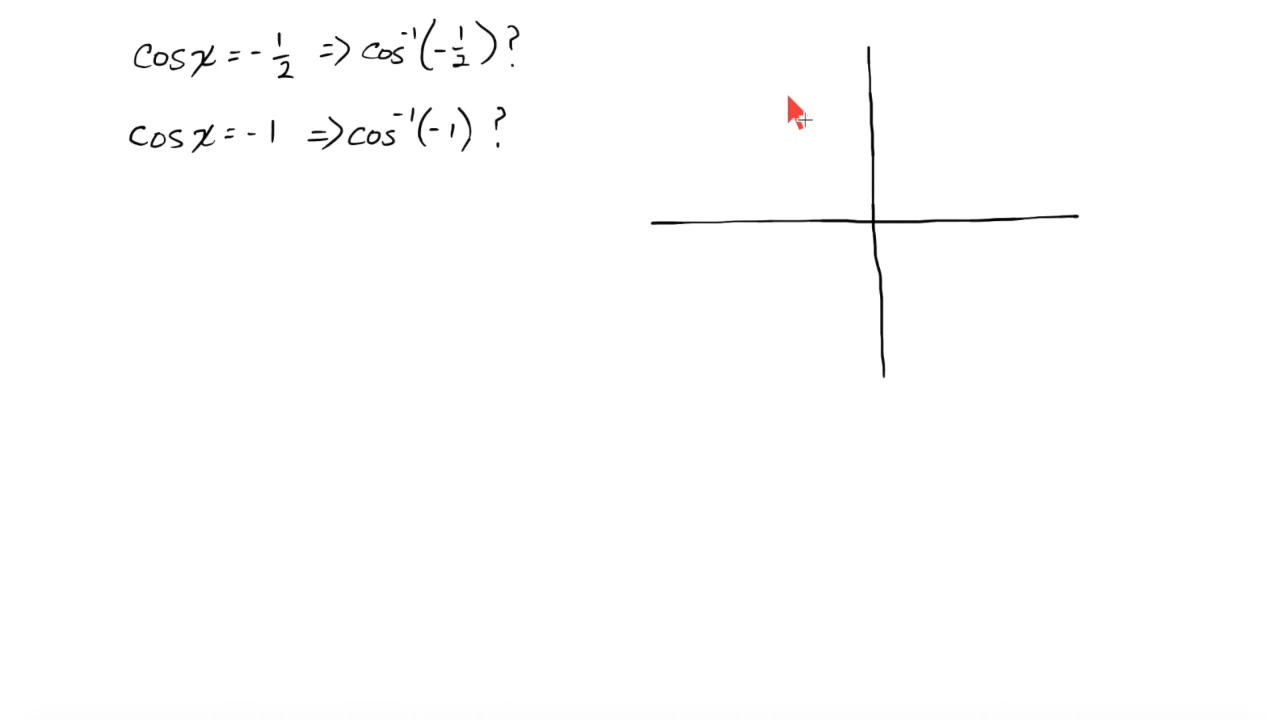 cos x = -1/2 => cos⁻¹(-1/2) ?
cos x = -1 => cos⁻¹(-1) ?